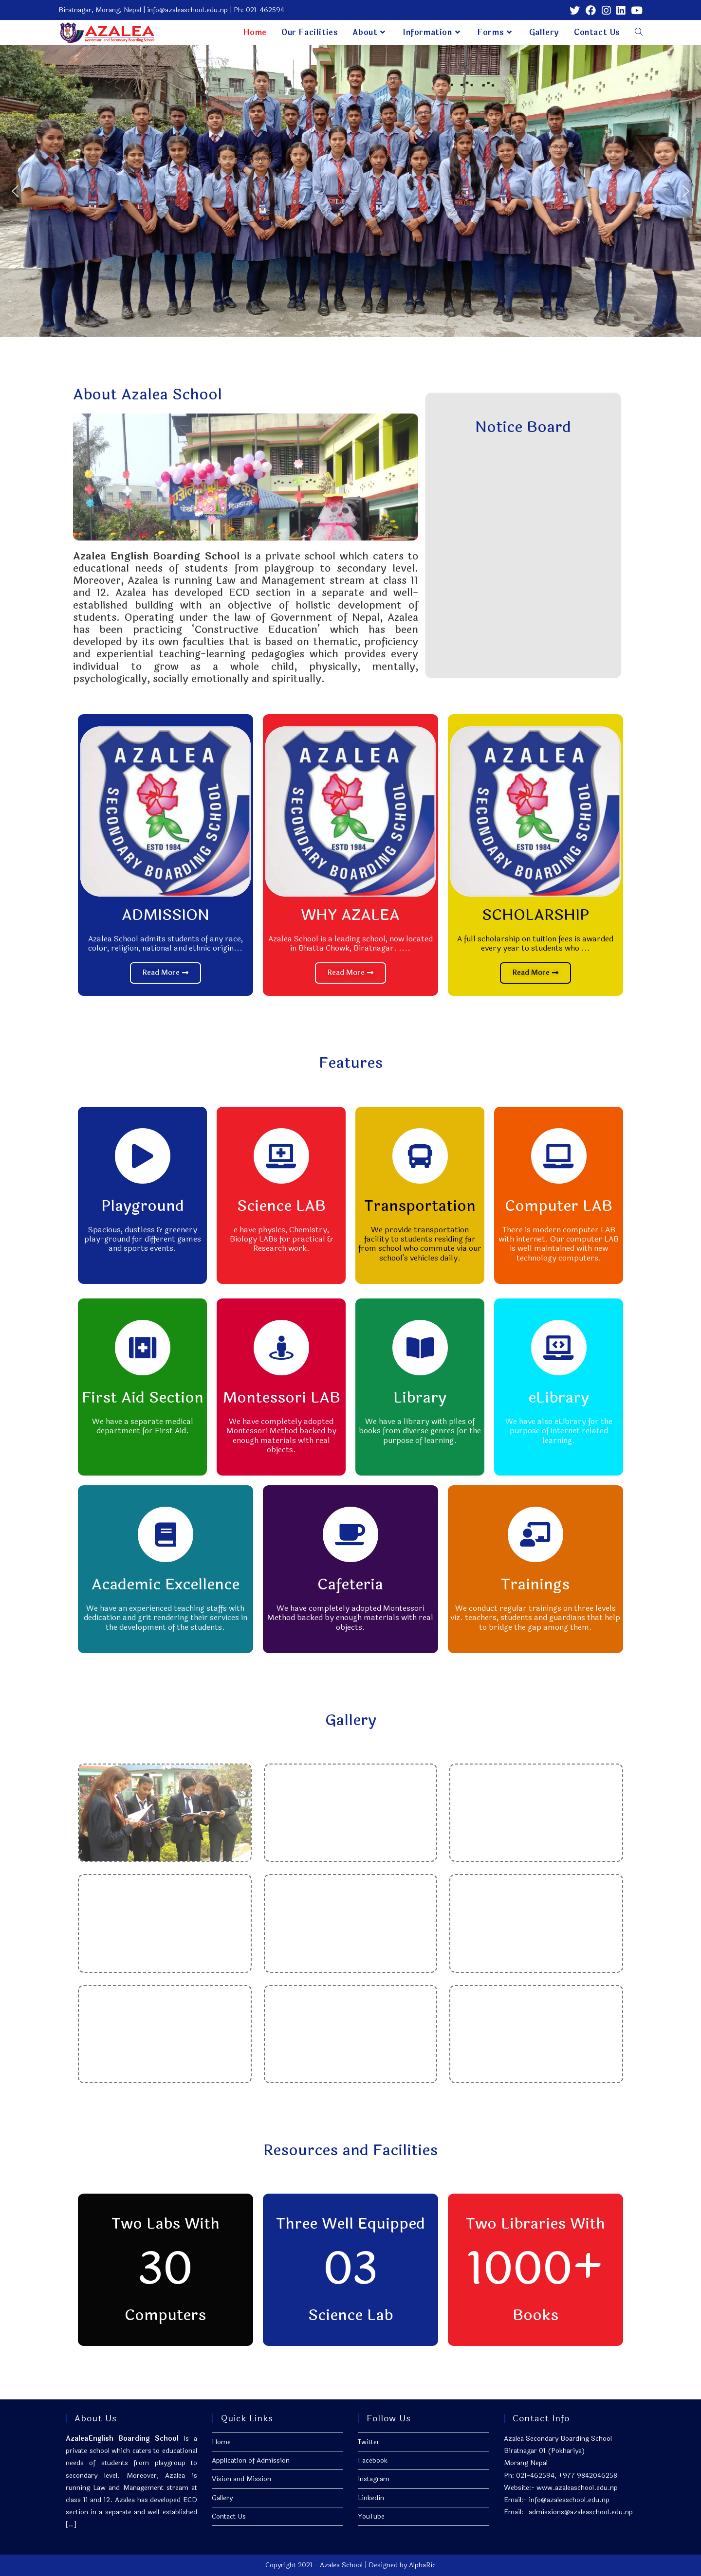 Biratnagar, Morang, Nepal | info@azaleaschool.edu.np | Ph: 021-462594
AZALEA
Montessori and Secondary Boarding School
Home Our Facilities About Information Forms Gallery Contact Us
About Azalea School
Azalea English Boarding School is a private school which caters to
educational needs of students from playgroup to secondary level.
Moreover, Azalea is running Law and Management stream at class 11
and 12. Azalea has developed ECD section in a separate and well-
established building with an objective of holistic development of
students. Operating under the law of Government of Nepal, Azalea
has been practicing ‘Constructive Education’ which has been
developed by its own faculties that is based on thematic, proficiency
and experiential teaching-learning pedagogies which provides every
individual to grow as a whole child, physically, mentally,
psychologically, socially emotionally and spiritually.
Notice Board
AZALEA
SECONDARY BOARDING SCHOOL
ESTD 1984
ADMISSION
Azalea School admits students of any race,
color, religion, national and ethnic origin...
Read More
AZALEA
SECONDARY BOARDING SCHOOL
ESTD 1984
WHY AZALEA
Azalea School is a leading school, now located
in Bhatta Chowk, Biratnagar. ....
Read More
AZALEA
SECONDARY BOARDING SCHOOL
ESTD 1984
SCHOLARSHIP
A full scholarship on tuition fees is awarded
every year to students who ...
Read More
Features
Playground
Spacious, dustless & greenery
play-ground for different games
and sports events.
Science LAB
e have physics, Chemistry,
Biology LABs for practical &
Research work.
Transportation
We provide transportation
facility to students residing far
from school who commute via our
school's vehicles daily.
Computer LAB
There is modern computer LAB
with internet. Our computer LAB
is well maintained with new
technology computers.
First Aid Section
We have a separate medical
department for First Aid.
Montessori LAB
We have completely adopted
Montessori Method backed by
enough materials with real
objects.
Library
We have a library with piles of
books from diverse genres for the
purpose of learning.
eLibrary
We have also eLibrary for the
purpose of internet related
learning.
Academic Excellence
We have an experienced teaching staffs with
dedication and grit rendering their services in
the development of the students.
Cafeteria
We have completely adopted Montessori
Method backed by enough materials with real
objects.
Trainings
We conduct regular trainings on three levels
viz. teachers, students and guardians that help
to bridge the gap among them.
Gallery
Resources and Facilities
Two Labs With
30
Computers
Three Well Equipped
03
Science Lab
Two Libraries With
1000+
Books
About Us
AzaleaEnglish Boarding School is a
private school which caters to educational
needs of students from playgroup to
secondary level. Moreover, Azalea is
running Law and Management stream at
class 11 and 12. Azalea has developed ECD
section in a separate and well-established
[…]
Quick Links
Home
Application of Admission
Vision and Mission
Gallery
Contact Us
Follow Us
Twitter
Facebook
Instagram
Linkedin
YouTube
Contact Info
Azalea Secondary Boarding School
Biratnagar 01 (Pokhariya)
Morang Nepal
Ph: 021-462594, +977 9842046258
Website:- www.azaleaschool.edu.np
Email:- info@azaleaschool.edu.np
Email:- admissions@azaleaschool.edu.np
Copyright 2021 - Azalea School | Designed by AlphaRic